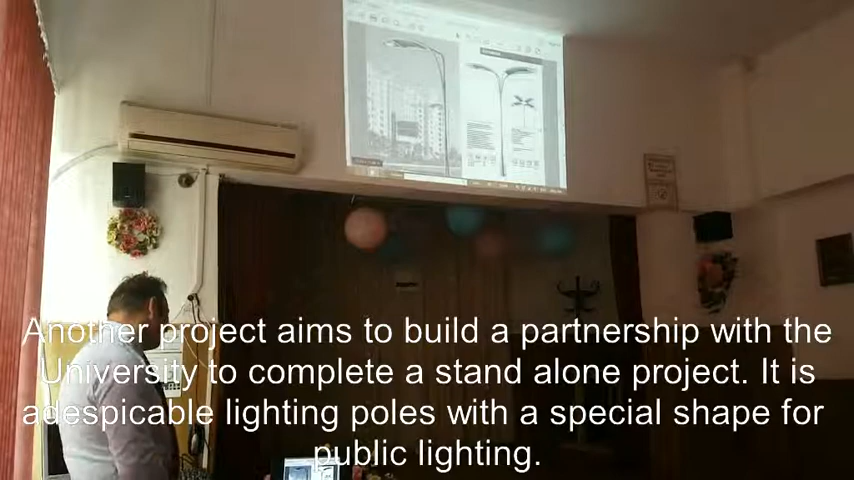 Another project aims to build a partnership with the
University to complete a stand alone project. It is
adespicable lighting poles with a special shape for
public lighting.